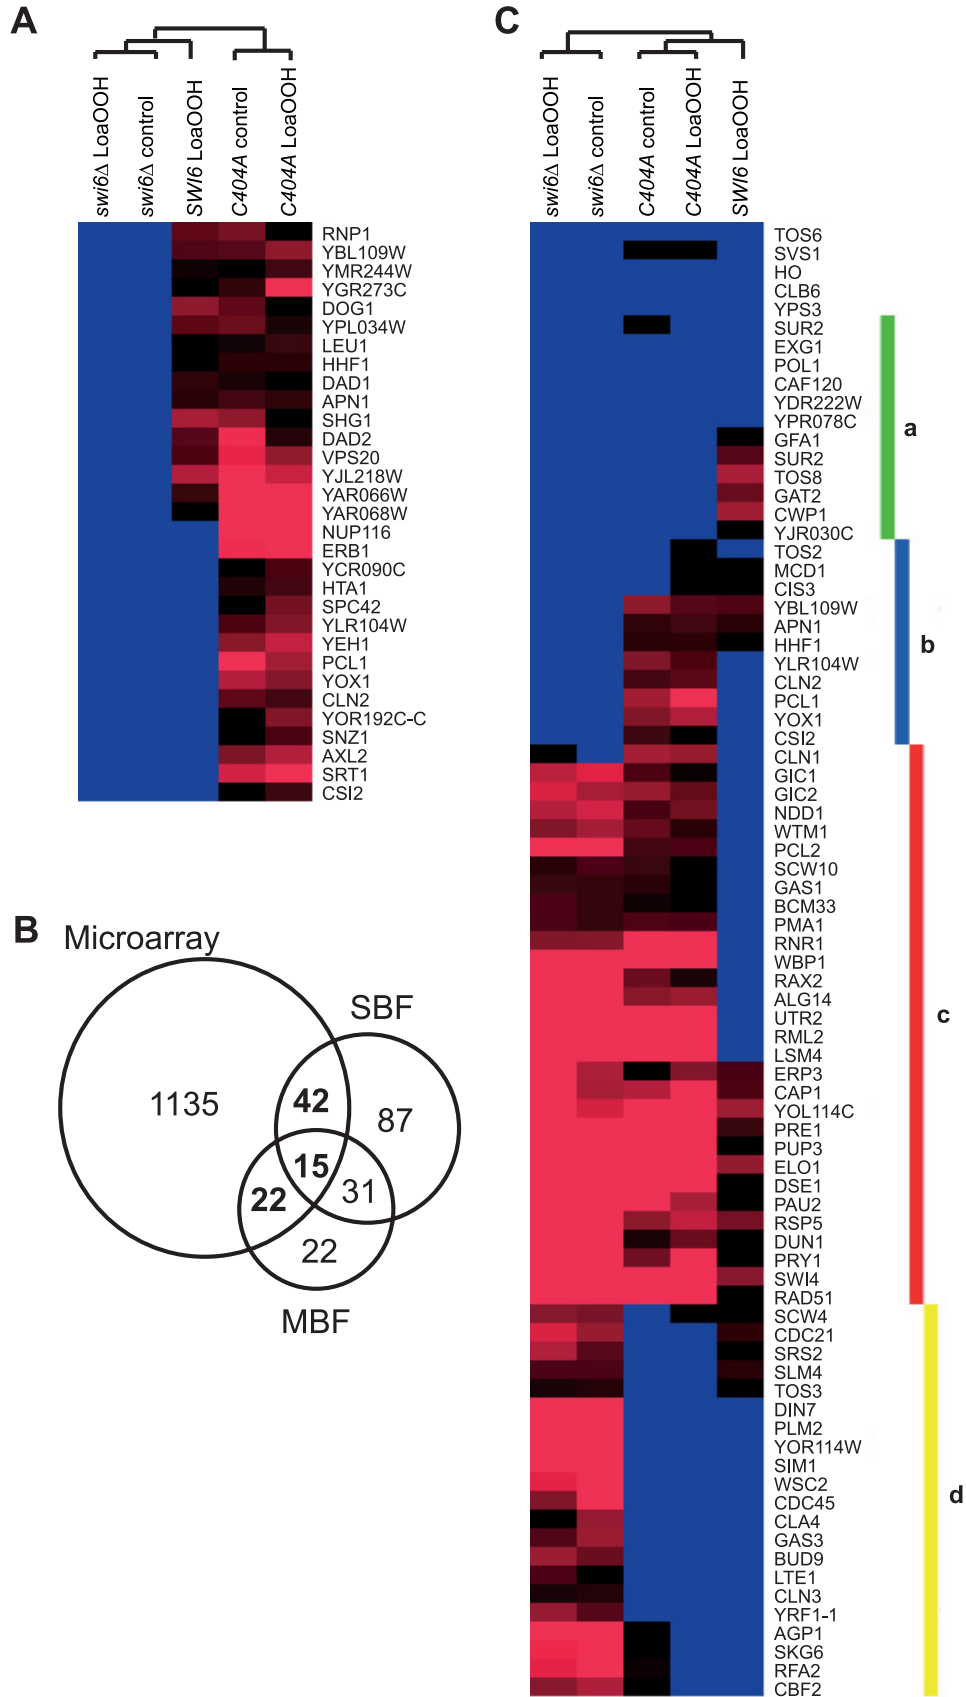 A
swi6Δ LoaOOH
swi6Δ control
SWI6 LoaOOH
C404A control
C404A LoaOOH
RNP1
YBL109W
YMR244W
YGR273C
DOG1
YPL034W
LEU1
HHF1
DAD1
APN1
SHG1
DAD2
VPS20
YJL218W
YAR066W
YAR068W
NUP116
ERB1
YCR090C
HTA1
SPC42
YLR104W
YEH1
PCL1
YOX1
CLN2
YOR192C-C
SNZ1
AXL2
SRT1
CSI2
B
Microarray
SBF
1135
42
87
15
22
31
22
MBF
C
swi6Δ LoaOOH
swi6Δ control
C404A control
C404A LoaOOH
SWI6 LoaOOH
TOS6
SVS1
HO
CLB6
YPS3
SUR2
EXG1
POL1
CAF120
YDR222W
YPR078C
GFA1
SUR2
TOS8
GAT2
CWP1
YJR030C
TOS2
MCD1
CIS3
YBL109W
APN1
HHF1
YLR104W
CLN2
PCL1
YOX1
CSI2
CLN1
GIC1
GIC2
NDD1
WTM1
PCL2
SCW10
GAS1
BCM33
PMA1
RNR1
WBP1
RAX2
ALG14
UTR2
RML2
LSM4
ERP3
CAP1
YOL114C
PRE1
PUP3
ELO1
DSE1
PAU2
RSP5
DUN1
PRY1
SWI4
RAD51
SCW4
CDC21
SRS2
SLM4
TOS3
DIN7
PLM2
YOR114W
SIM1
WSC2
CDC45
CLA4
GAS3
BUD9
LTE1
CLN3
YRF1-1
AGP1
SKG6
RFA2
CBF2
a
b
c
d